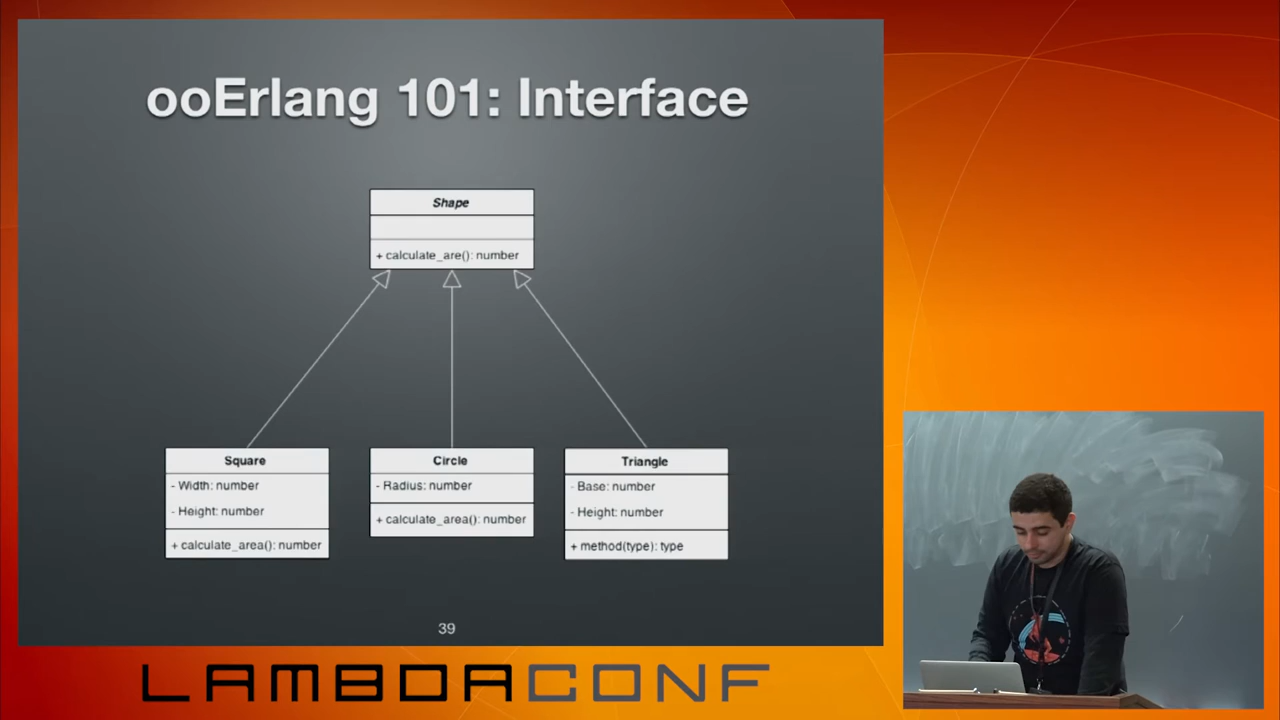 ooErlang 101: Interface
Shape
+ calculate_are(): number
Square
- Width: number
- Height: number
+ calculate_area(): number
Circle
- Radius: number
+ calculate_area(): number
Triangle
- Base: number
- Height: number
+ method(type): type
39
LAMBDACONF